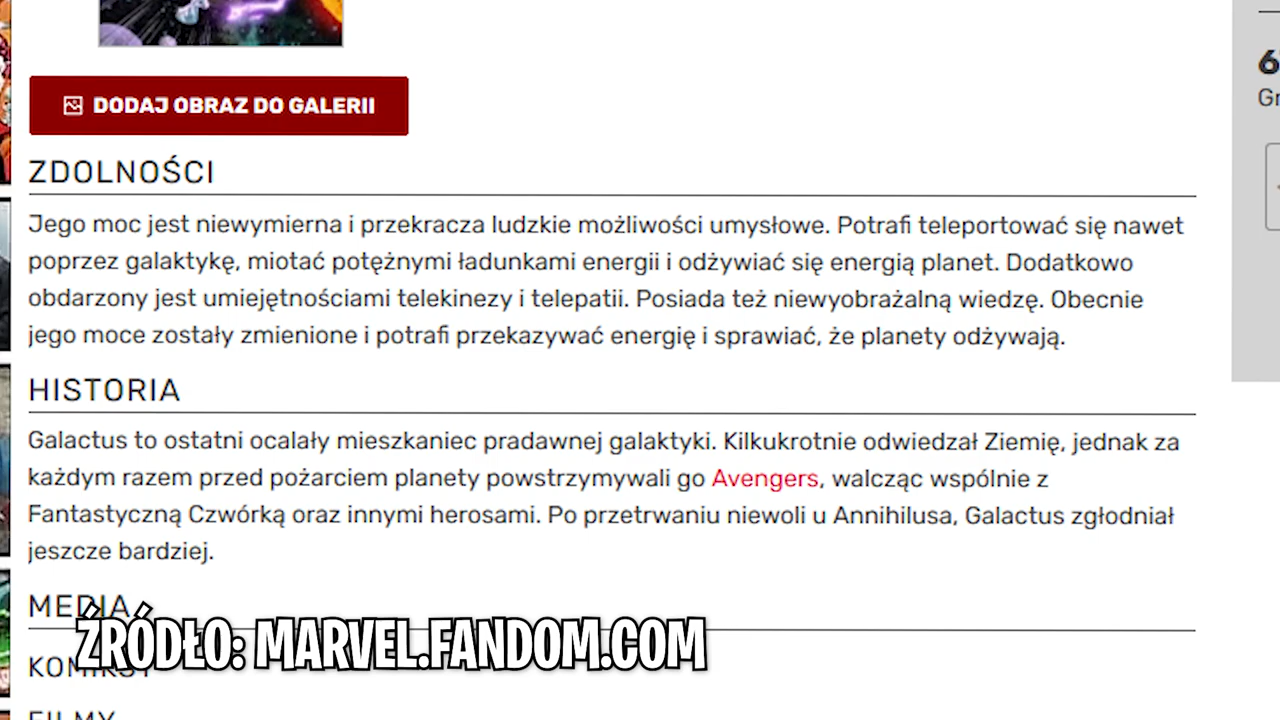 DODAJ OBRAZ DO GALERII
ZDOLNOŚCI
Jego moc jest niewymierna i przekracza ludzkie możliwości umysłowe. Potrafi teleportować się nawet
poprzez galaktykę, miotać potężnymi ładunkami energii i odżywiać się energią planet. Dodatkowo
obdarzony jest umiejętnościami telekinezy i telepatii. Posiada też niewyobrażalną wiedzę. Obecnie
jego moce zostały zmienione i potrafi przekazywać energię i sprawiać, że planety odżywają.
HISTORIA
Galactus to ostatni ocalały mieszkaniec pradawnej galaktyki. Kilkukrotnie odwiedzał Ziemię, jednak za
każdym razem przed pożarciem planety powstrzymywali go Avengers, walcząc wspólnie z
Fantastyczną Czwórką oraz innymi herosami. Po przetrwaniu niewoli u Annihilusa, Galactus zgłodniał
jeszcze bardziej.
MEDIA
ŹRÓDŁO: MARVEL.FANDOM.COM
KOMIKSY
FILMY